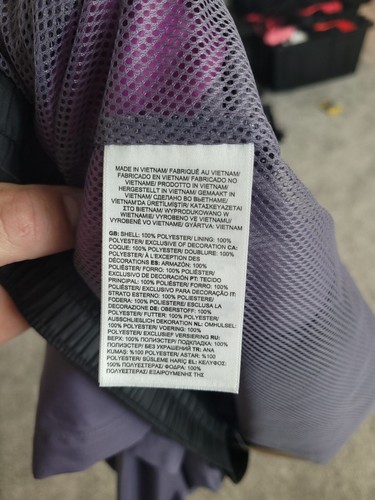 MADE IN VIETNAM/ FABRIQUÉ AU VIETNAM/
FABRICADO EN VIETNAM/ FABRICADO NO
VIETNAME/ PRODOTTO IN VIETNAM/
HERGESTELLT IN VIETNAM/ GEMAAKT IN
VIETNAM/ СДЕЛАНО ВО ВЬЕТНАМЕ/
VIETNAM'DA ÜRETİLMİŞTİR/ ΚΑΤΑΣΚΕΥΑΖΕΤΑΙ
ΣΤΟ ΒΙΕΤΝΑΜ/ WYPRODUKOWANO W
WIETNAMIE/ VYROBENO VE VIETNAMU/
VYROBENÉ VO VIETNAME/ GYÁRTVA: VIETNAM
GB: SHELL: 100% POLYESTER/ LINING: 100%
POLYESTER/ EXCLUSIVE OF DECORATION CA:
COQUE: 100% POLYESTER/ DOUBLURE: 100%
POLYESTER/ À L'EXCEPTION DES
DÉCORATIONS ES: ARMAZÓN: 100%
POLIÉSTER/ FORRO: 100% POLIÉSTER/
EXCLUSIVO DE DECORACIÓN PT: TECIDO
PRINCIPAL: 100% POLIÉSTER/ FORRO: 100%
POLIÉSTER/ EXCLUSIVO PARA DECORAÇÃO IT:
STRATO ESTERNO: 100% POLIESTERE/
FODERA: 100% POLIESTERE/ ESCLUSA LA
DECORAZIONE DE: OBERSTOFF: 100%
POLYESTER/ FUTTER: 100% POLYESTER/
AUSSCHLIESSLICH DEKORATION NL: OMHULSEL:
100% POLYESTER/ VOERING: 100%
POLYESTER/ EXCLUSIEF VERSIERING RU:
ВЕРХ: 100% ПОЛИЭСТЕР/ ПОДКЛАДКА: 100%
ПОЛИЭСТЕР/ БЕЗ УКРАШЕНИЙ TR: ANA
KUMAŞ: %100 POLYESTER/ ASTAR: %100
POLYESTER/ SÜSLEME HARİÇ EL: ΚΕΛΥΦΟΣ:
100% ΠΟΛΥΕΣΤΕΡΑΣ/ ΦΟΔΡΑ: 100%
ΠΟΛΥΕΣΤΕΡΑΣ/ ΕΞΑΙΡΟΥΜΕΝΗΣ ΤΗΣ